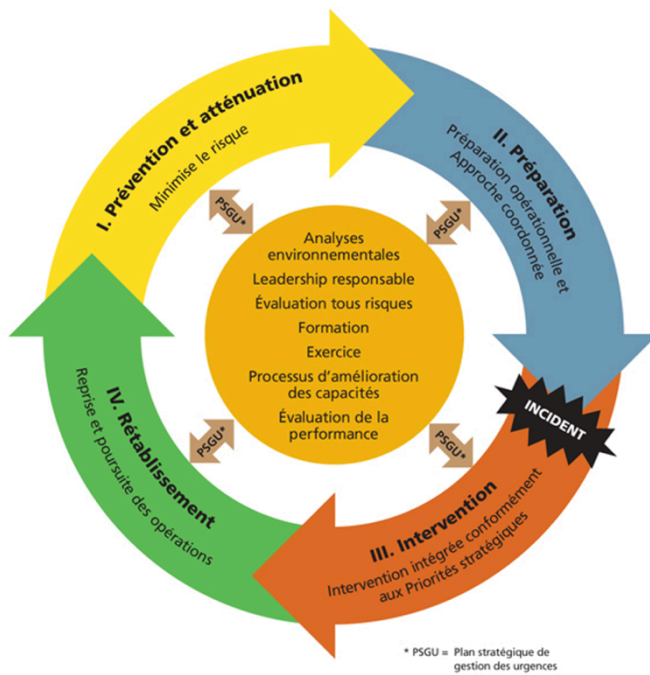 I. Prévention et atténuation
Minimise le risque
II. Préparation
Préparation opérationnelle et
Approche coordonnée
PSGU*
PSGU*
Analyses
environnementales
Leadership responsable
Évaluation tous risques
Formation
Exercice
Processus d'amélioration
des capacités
Évaluation de la
performance
INCIDENT
PSGU*
PSGU*
III. Intervention
Intervention intégrée conformément
aux Priorités stratégiques
IV. Rétablissement
Reprise et poursuite des opérations
* PSGU = Plan stratégique de
gestion des urgences